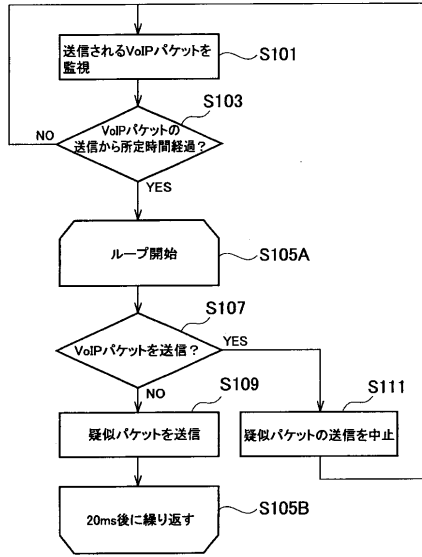 送信されるVoIPパケットを
監視
S101
S103
VoIPパケットの
送信から所定時間経過？
NO
YES
ループ開始
S105A
S107
VoIPパケットを送信？
YES
NO
S109
疑似パケットを送信
S111
疑似パケットの送信を中止
20ms後に繰り返す
S105B